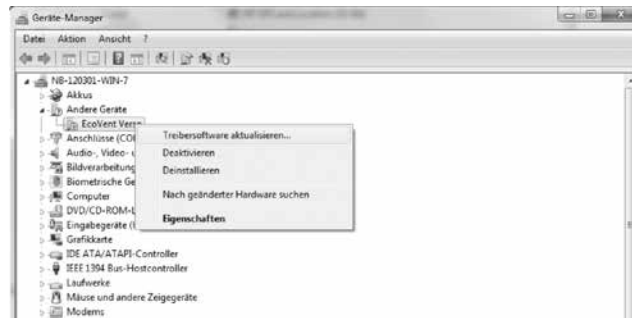 Geräte-Manager
Datei Aktion Ansicht ?
NB-120301-WIN-7
Akkus
Andere Geräte
EcoVent Verso
Treibersoftware aktualisieren...
Anschlüsse (CO
Deaktivieren
Audio-, Video- u
Bildverarbeitung
Deinstallieren
Biometrische Ge
Computer
Nach geänderter Hardware suchen
DVD/CD-ROM-L
Eingabegeräte (
Eigenschaften
Grafikkarte
IDE ATA/ATAPI-Controller
IEEE 1394 Bus-Hostcontroller
Laufwerke
Mäuse und andere Zeigegeräte
Modems